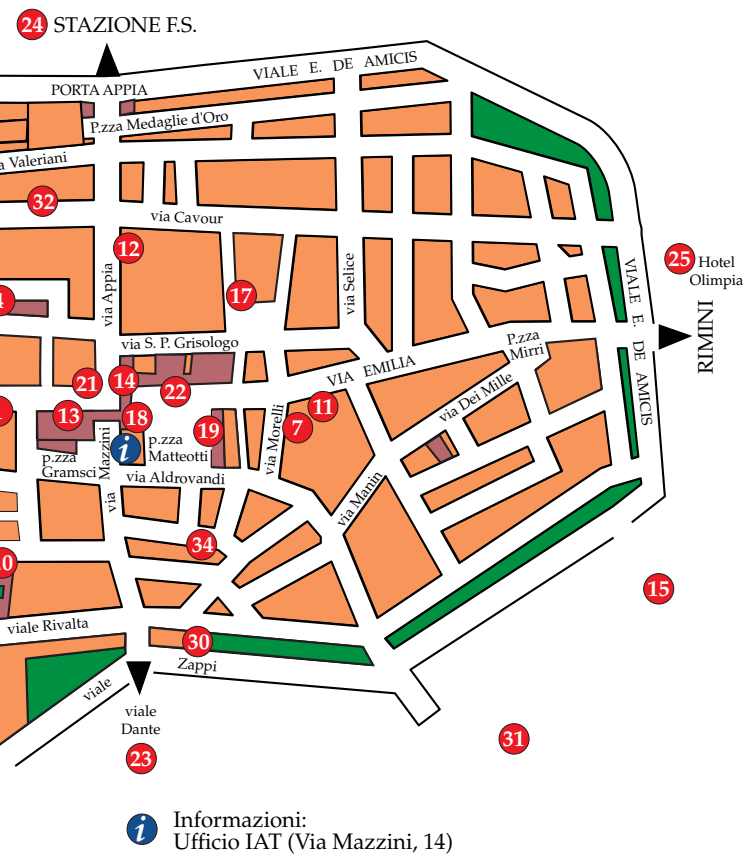 24 STAZIONE F.S.
VIALE E. DE AMICIS
PORTA APPIA
P.zza Medaglie d'Oro
Valeriani
32
via Cavour
12
via Appia
17
via Selice
25 Hotel
Olimpia
VIALE E. DE AMICIS
RIMINI
via S. P. Grisologo
P.zza
Mirri
VIA EMILIA
21
14
22
via Dei Mille
13
18
19
11
7
via Morelli
i
p.zza
Matteotti
p.zza
Gramsci
via Mazzini
via Aldrovandi
via Manin
34
15
viale Rivalta
30
viale Zappi
viale
Dante
23
31
i Informazioni:
Ufficio IAT (Via Mazzini, 14)